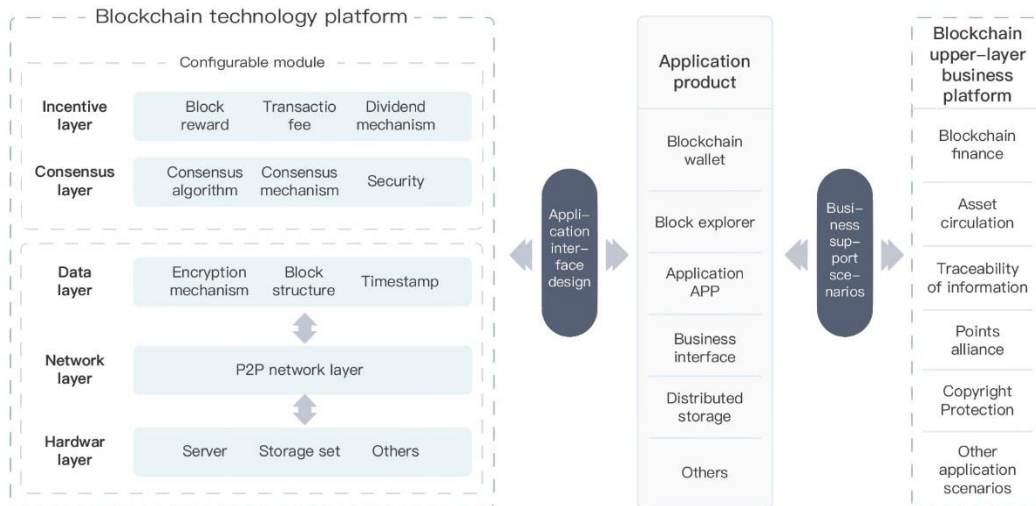 Blockchain technology platform
Configurable module
Incentive
layer
Block
reward
Transactio
fee
Dividend
mechanism
Consensus
layer
Consensus
algorithm
Consensus
mechanism
Security
Data
layer
Encryption
mechanism
Block
structure
Timestamp
Network
layer
P2P network layer
Hardwar
layer
Server
Storage set
Others
Appli-
cation
inter-
face
design
Application
product
Blockchain
wallet
Block explorer
Application
APP
Business
interface
Distributed
storage
Others
Busi-
ness
sup-
port
sce-
narios
Blockchain
upper-layer
business
platform
Blockchain
finance
Asset
circulation
Traceability
of information
Points
alliance
Copyright
Protection
Other
application
scenarios